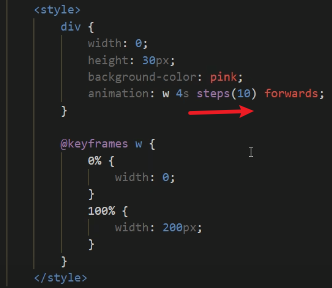 <style>
div {
width: 0;
height: 30px;
background-color: pink;
animation: w 4s steps(10) forwards;
}
@keyframes w {
0% {
width: 0;
}
100% {
width: 200px;
}
}
</style>